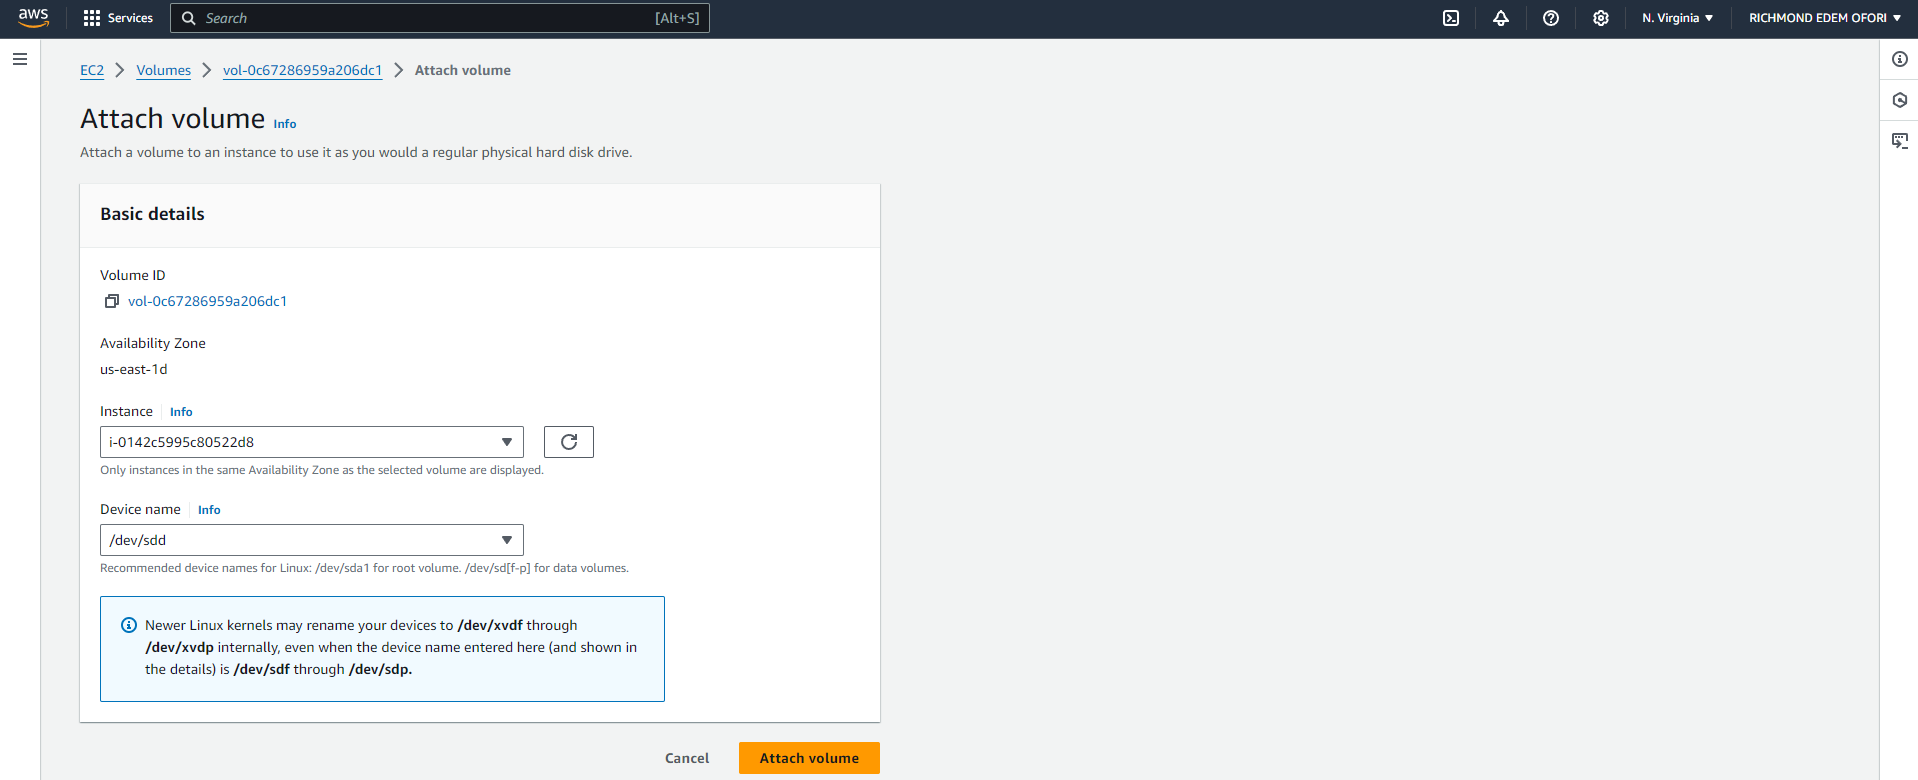 aws Services Search [Alt+S] N. Virginia RICHMOND EDEM OFORI
EC2 Volumes vol-0c67286959a206dc1 Attach volume
Attach volume Info
Attach a volume to an instance to use it as you would a regular physical hard disk drive.
Basic details
Volume ID
vol-0c67286959a206dc1
Availability Zone
us-east-1d
Instance Info
i-0142c5995c80522d8
Only instances in the same Availability Zone as the selected volume are displayed.
Device name Info
/dev/sdd
Recommended device names for Linux: /dev/sda1 for root volume. /dev/sd[f-p] for data volumes.
Newer Linux kernels may rename your devices to /dev/xvdf through
/dev/xvdp internally, even when the device name entered here (and shown in
the details) is /dev/sdf through /dev/sdp.
Cancel Attach volume